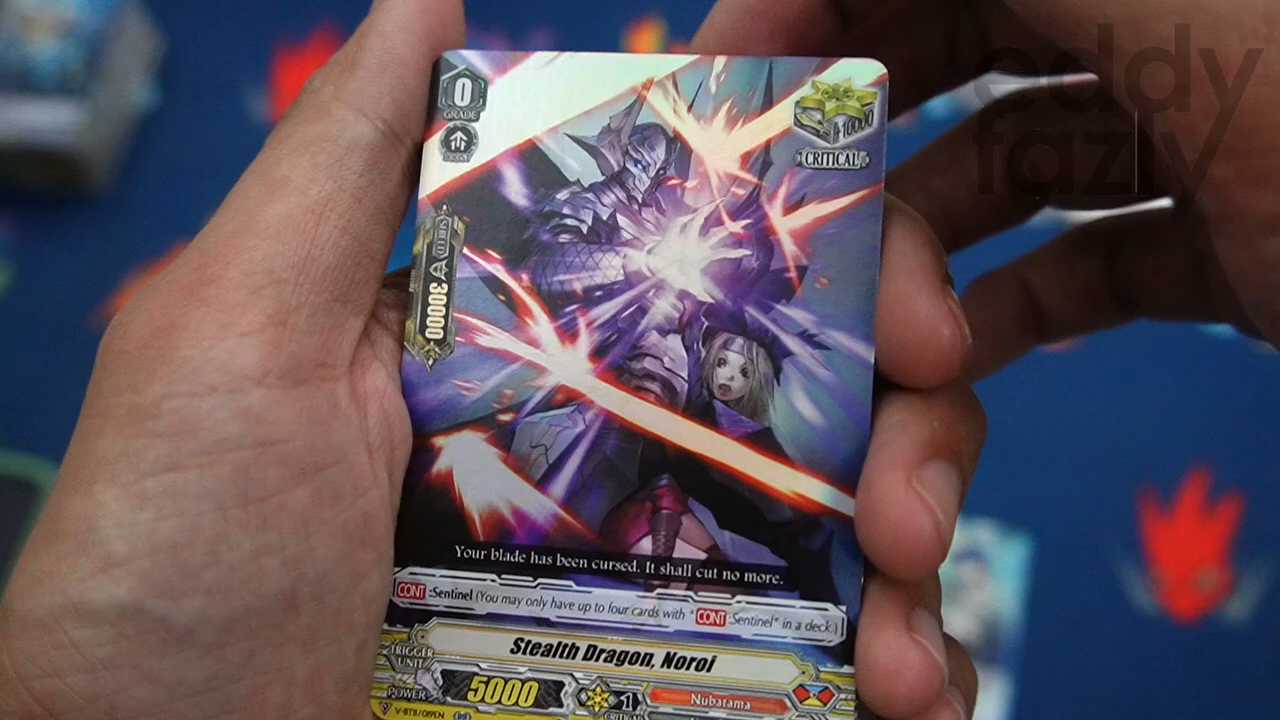 eddy
fazly
0
GRADE
+10000
CRITICAL
SHIELD 30000
Your blade has been cursed. It shall cut no more.
CONT :Sentinel (You may only have up to four cards with "CONT :Sentinel" in a deck.)
TRIGGER
UNIT
Stealth Dragon, Noroi
POWER 5000 1 Nubatama
CRITICAL
V-BT11/019EN